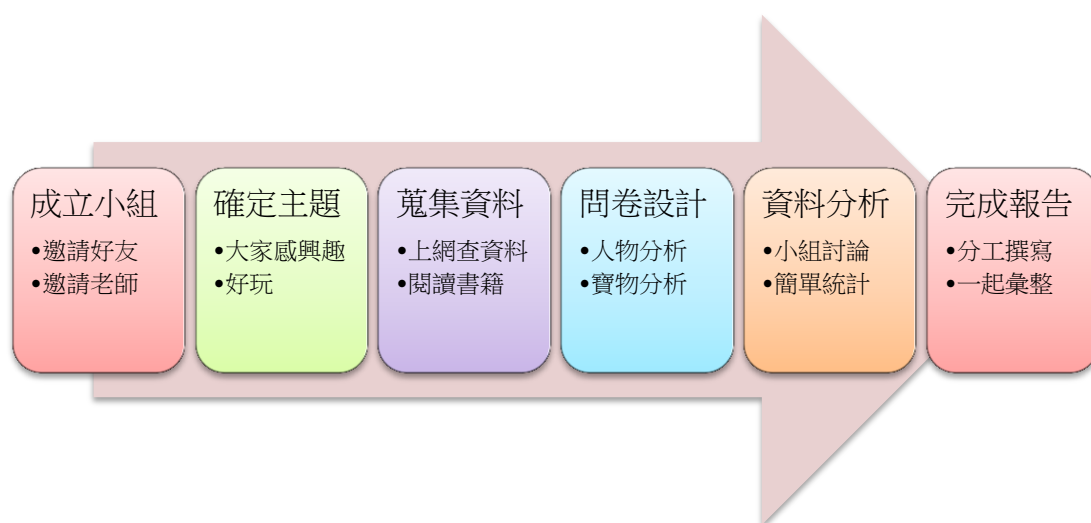 成立小組
•邀請好友
•邀請老師
確定主題
•大家感興趣
•好玩
蒐集資料
•上網查資料
•閱讀書籍
問卷設計
•人物分析
•寶物分析
資料分析
•小組討論
•簡單統計
完成報告
•分工撰寫
•一起彙整